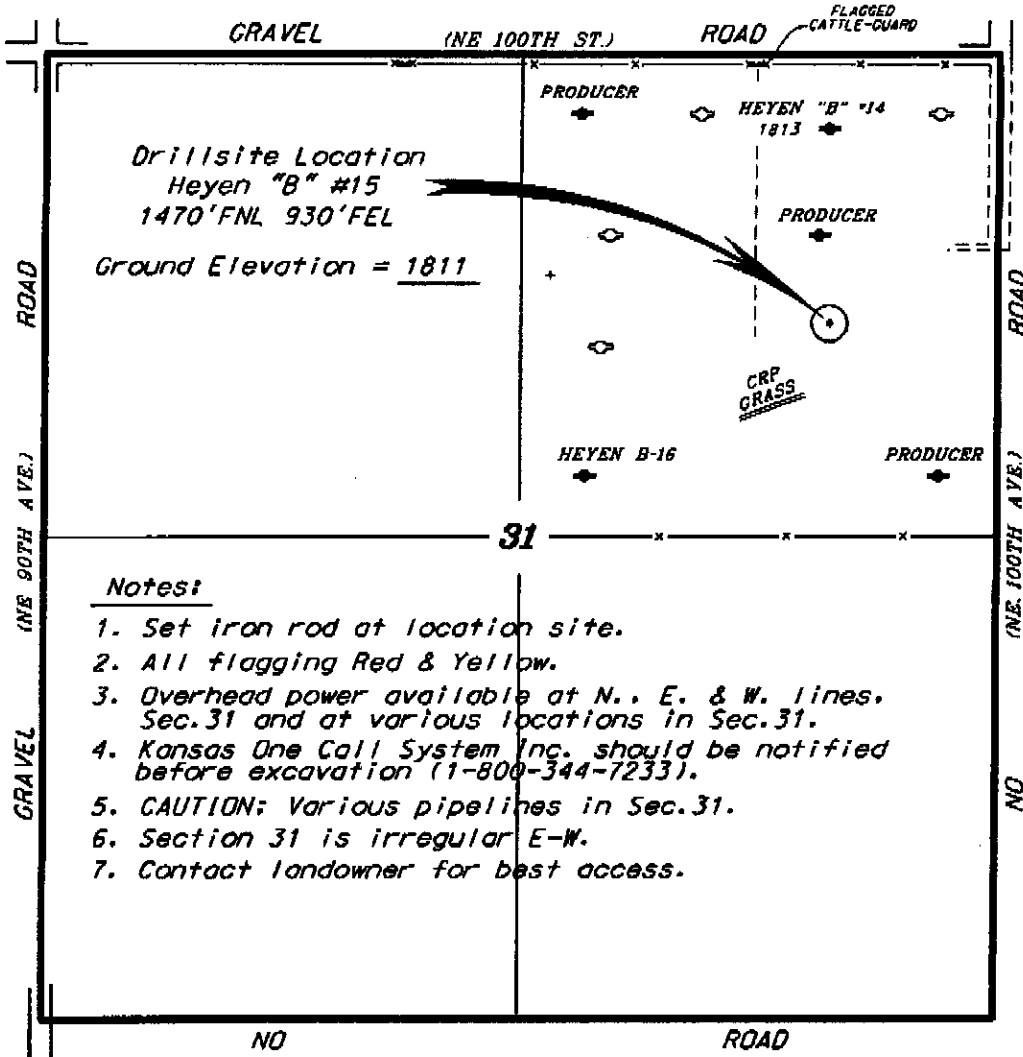 FLAGGED
CATTLE-GUARD
GRAVEL (NE 100TH ST.) ROAD
PRODUCER
HEYEN "B" #14
1813
Drillsite Location
Heyen "B" #15
1470'FNL 930'FEL
PRODUCER
Ground Elevation = 1811
ROAD
ROAD
CRP
GRASS
HEYEN B-16
PRODUCER
(NE 90TH AVE.)
(NE. 100TH AVE.)
31
Notes:
1. Set iron rod at location site.
2. All flagging Red & Yellow.
3. Overhead power available at N., E. & W. lines,
Sec.31 and at various locations in Sec.31.
4. Kansas One Call System Inc. should be notified
before excavation (1-800-344-7233).
5. CAUTION: Various pipelines in Sec.31.
6. Section 31 is irregular E-W.
7. Contact landowner for best access.
GRAVEL
NO
NO ROAD